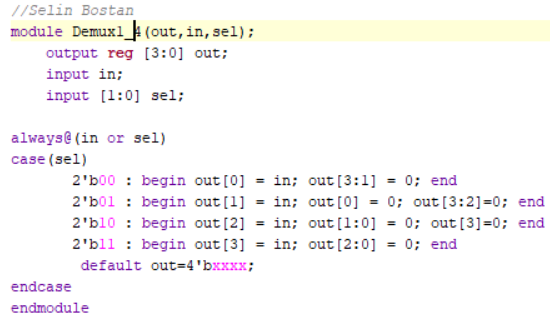 //Selin Bostan
module Demux1_4(out,in,sel);
    output reg [3:0] out;
    input in;
    input [1:0] sel;

always@(in or sel)
case(sel)
       2'b00 : begin out[0] = in; out[3:1] = 0; end
       2'b01 : begin out[1] = in; out[0] = 0; out[3:2]=0; end
       2'b10 : begin out[2] = in; out[1:0] = 0; out[3]=0; end
       2'b11 : begin out[3] = in; out[2:0] = 0; end
        default out=4'bxxxx;
endcase
endmodule